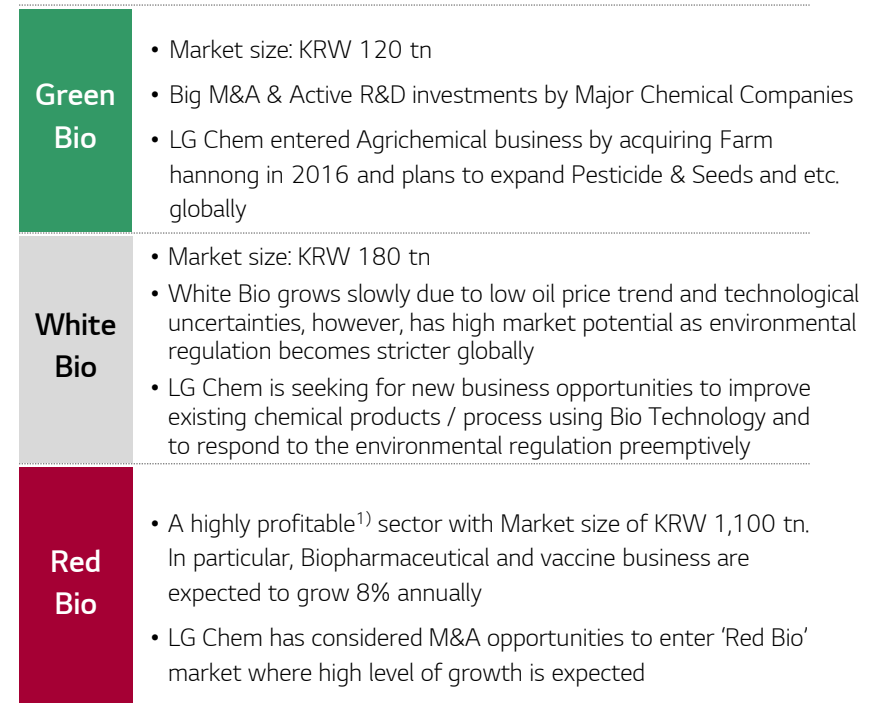 Green
Bio
• Market size: KRW 120 tn
• Big M&A & Active R&D investments by Major Chemical Companies
• LG Chem entered Agrichemical business by acquiring Farm
hannong in 2016 and plans to expand Pesticide & Seeds and etc.
globally
White
Bio
• Market size: KRW 180 tn
• White Bio grows slowly due to low oil price trend and technological
uncertainties, however, has high market potential as environmental
regulation becomes stricter globally
• LG Chem is seeking for new business opportunities to improve
existing chemical products / process using Bio Technology and
to respond to the environmental regulation preemptively
Red
Bio
• A highly profitable1) sector with Market size of KRW 1,100 tn.
In particular, Biopharmaceutical and vaccine business are
expected to grow 8% annually
• LG Chem has considered M&A opportunities to enter ‘Red Bio’
market where high level of growth is expected